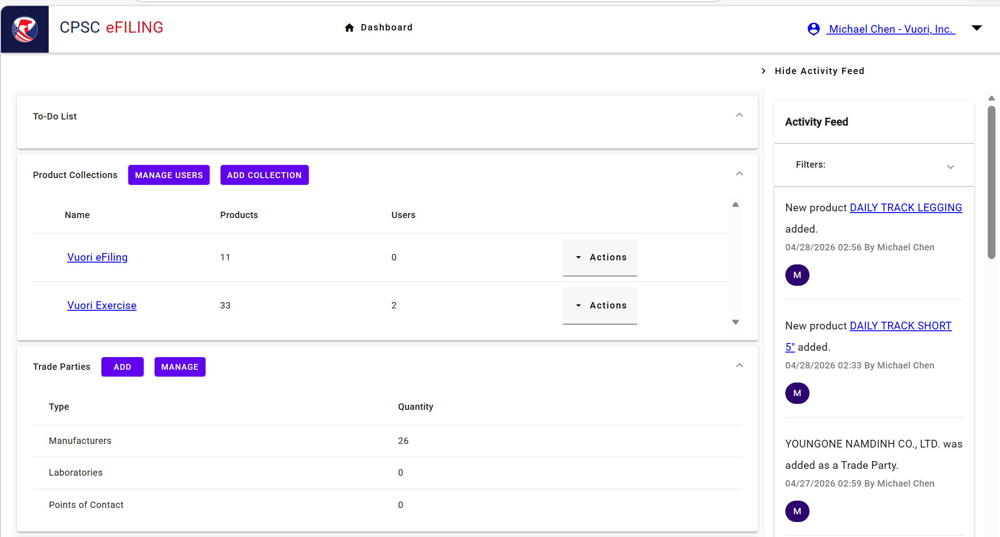 CPSC eFILING
Dashboard
Michael Chen - Vuori, Inc.
Hide Activity Feed
To-Do List
Product Collections
MANAGE USERS
ADD COLLECTION
Name Products Users
Vuori eFiling 11 0 Actions
Vuori Exercise 33 2 Actions
Trade Parties
ADD
MANAGE
Type Quantity
Manufacturers 26
Laboratories 0
Points of Contact 0
Activity Feed
Filters:
New product DAILY TRACK LEGGING
added.
04/28/2026 02:56 By Michael Chen
M
New product DAILY TRACK SHORT
5" added.
04/28/2026 02:33 By Michael Chen
M
YOUNGONE NAMDINH CO., LTD. was
added as a Trade Party.
04/27/2026 02:59 By Michael Chen
M